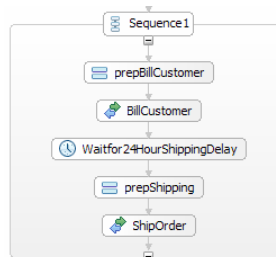 Sequence1
prepBillCustomer
BillCustomer
Waitfor24HourShippingDelay
prepShipping
ShipOrder